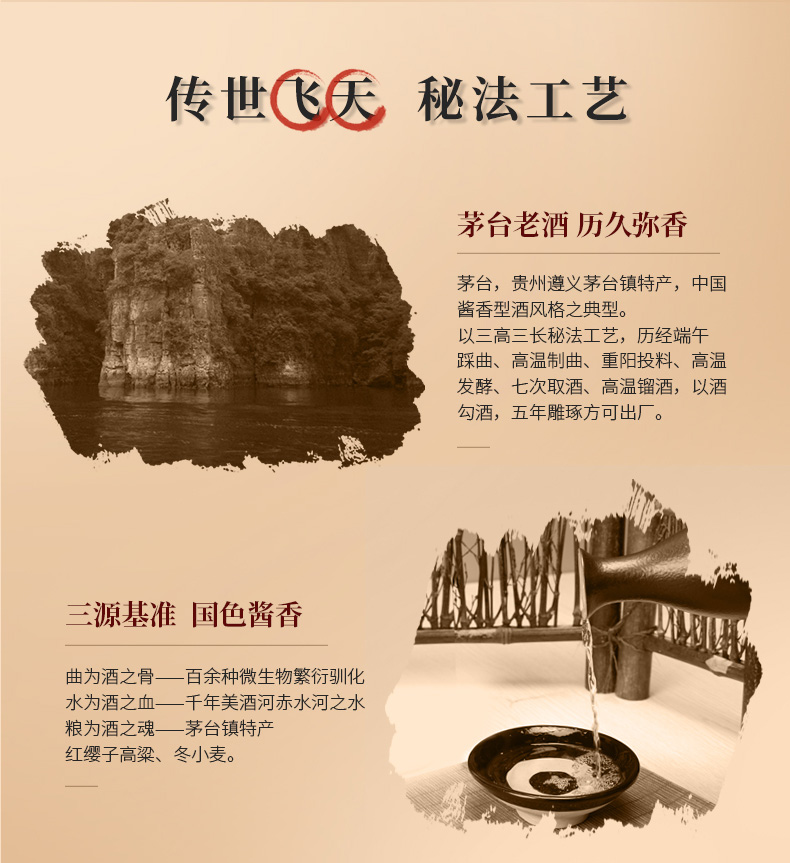 传世飞天 秘法工艺
茅台老酒 历久弥香
茅台，贵州遵义茅台镇特产，中国
酱香型酒风格之典型。
以三高三长秘法工艺，历经端午
踩曲、高温制曲、重阳投料、高温
发酵、七次取酒、高温镏酒，以酒
勾酒，五年雕琢方可出厂。
三源基准 国色酱香
曲为酒之骨——百余种微生物繁衍驯化
水为酒之血——千年美酒河赤水河之水
粮为酒之魂——茅台镇特产
红缨子高粱、冬小麦。